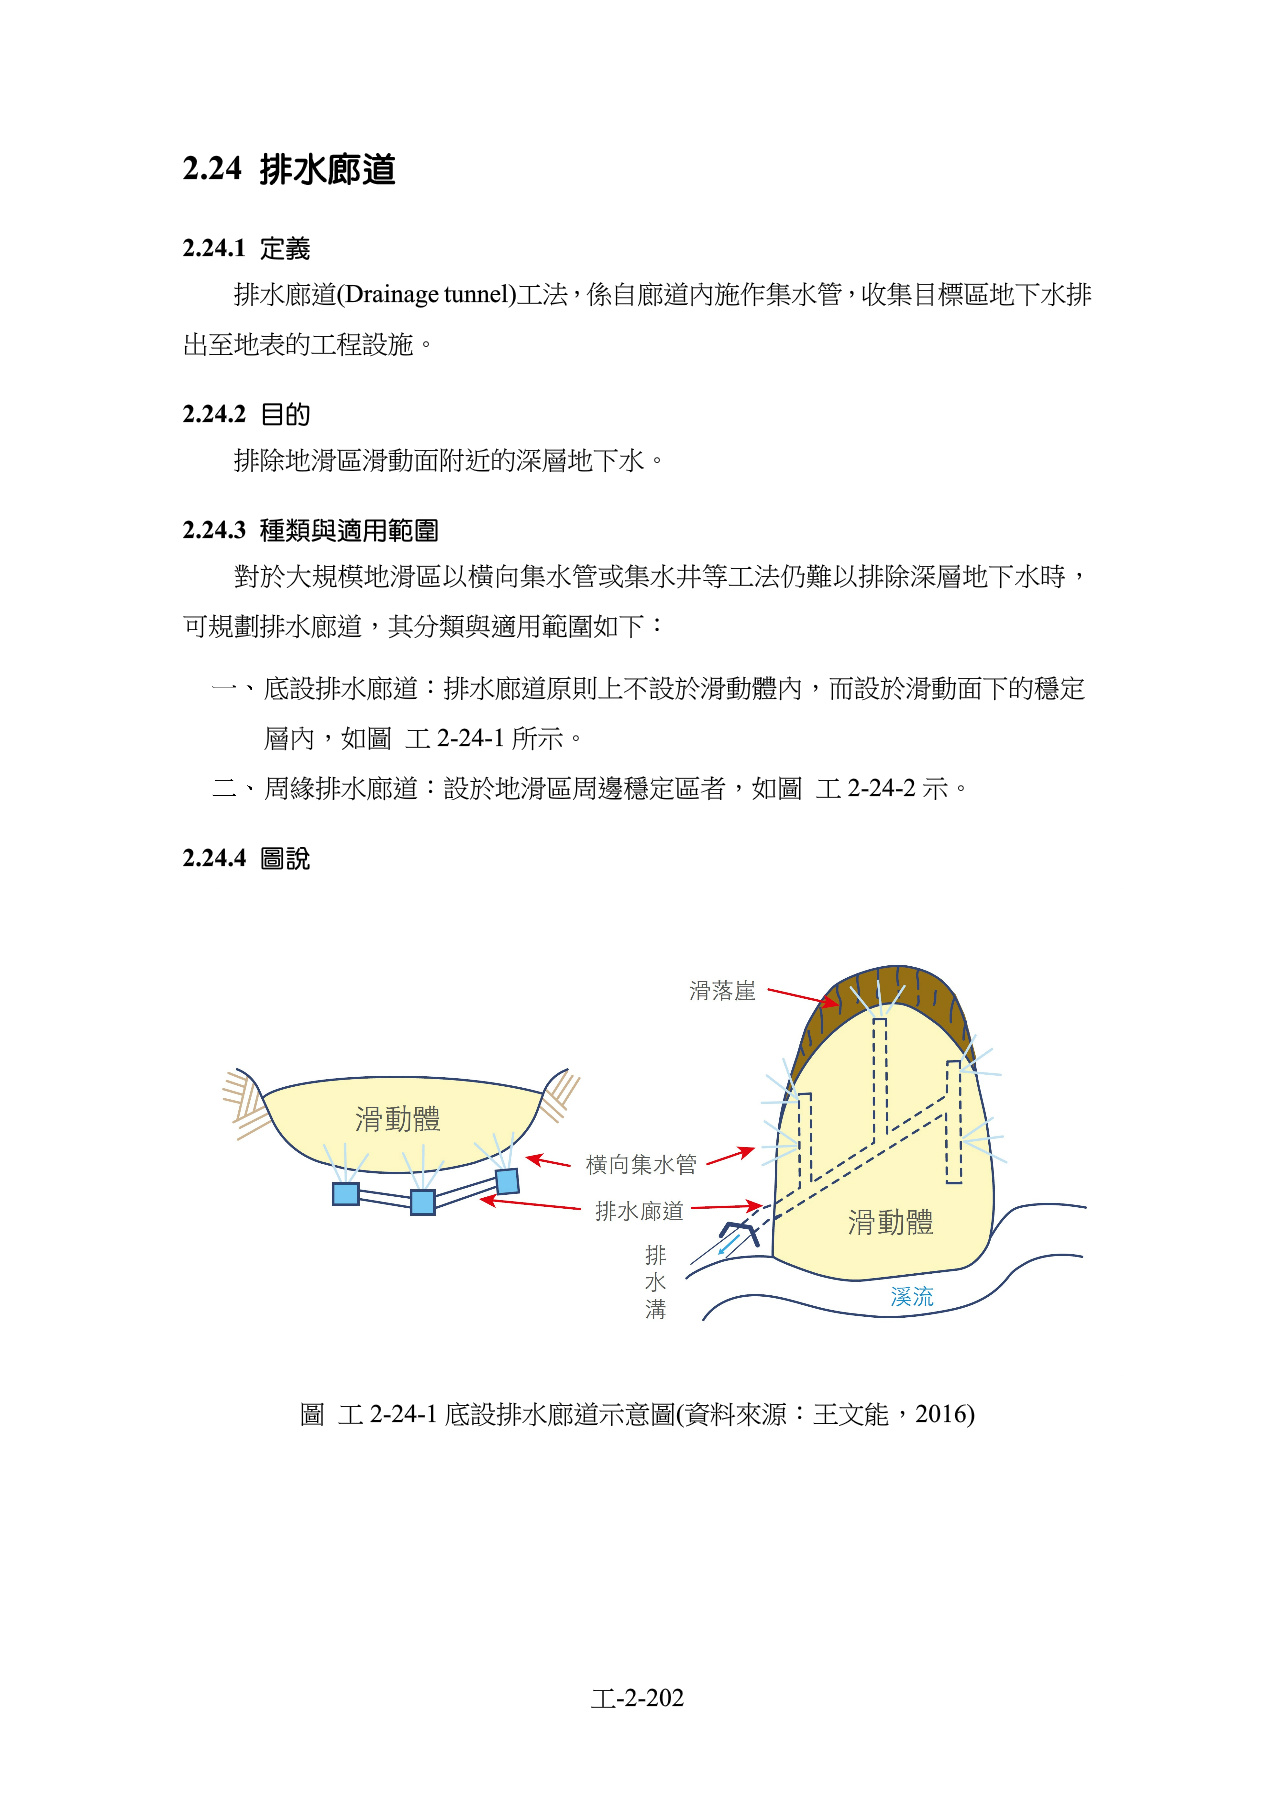 2.24 排水廊道
2.24.1 定義
排水廊道(Drainage tunnel)工法，係自廊道內施作集水管，收集目標區地下水排
出至地表的工程設施。
2.24.2 目的
排除地滑區滑動面附近的深層地下水。
2.24.3 種類與適用範圍
對於大規模地滑區以橫向集水管或集水井等工法仍難以排除深層地下水時，
可規劃排水廊道，其分類與適用範圍如下：
一、底設排水廊道：排水廊道原則上不設於滑動體內，而設於滑動面下的穩定
層內，如圖 工 2-24-1 所示。
二、周緣排水廊道：設於地滑區周邊穩定區者，如圖 工 2-24-2 示。
2.24.4 圖說
滑落崖
滑動體
橫向集水管
排水廊道
滑動體
排水溝
溪流
圖 工 2-24-1 底設排水廊道示意圖(資料來源：王文能，2016)
工-2-202